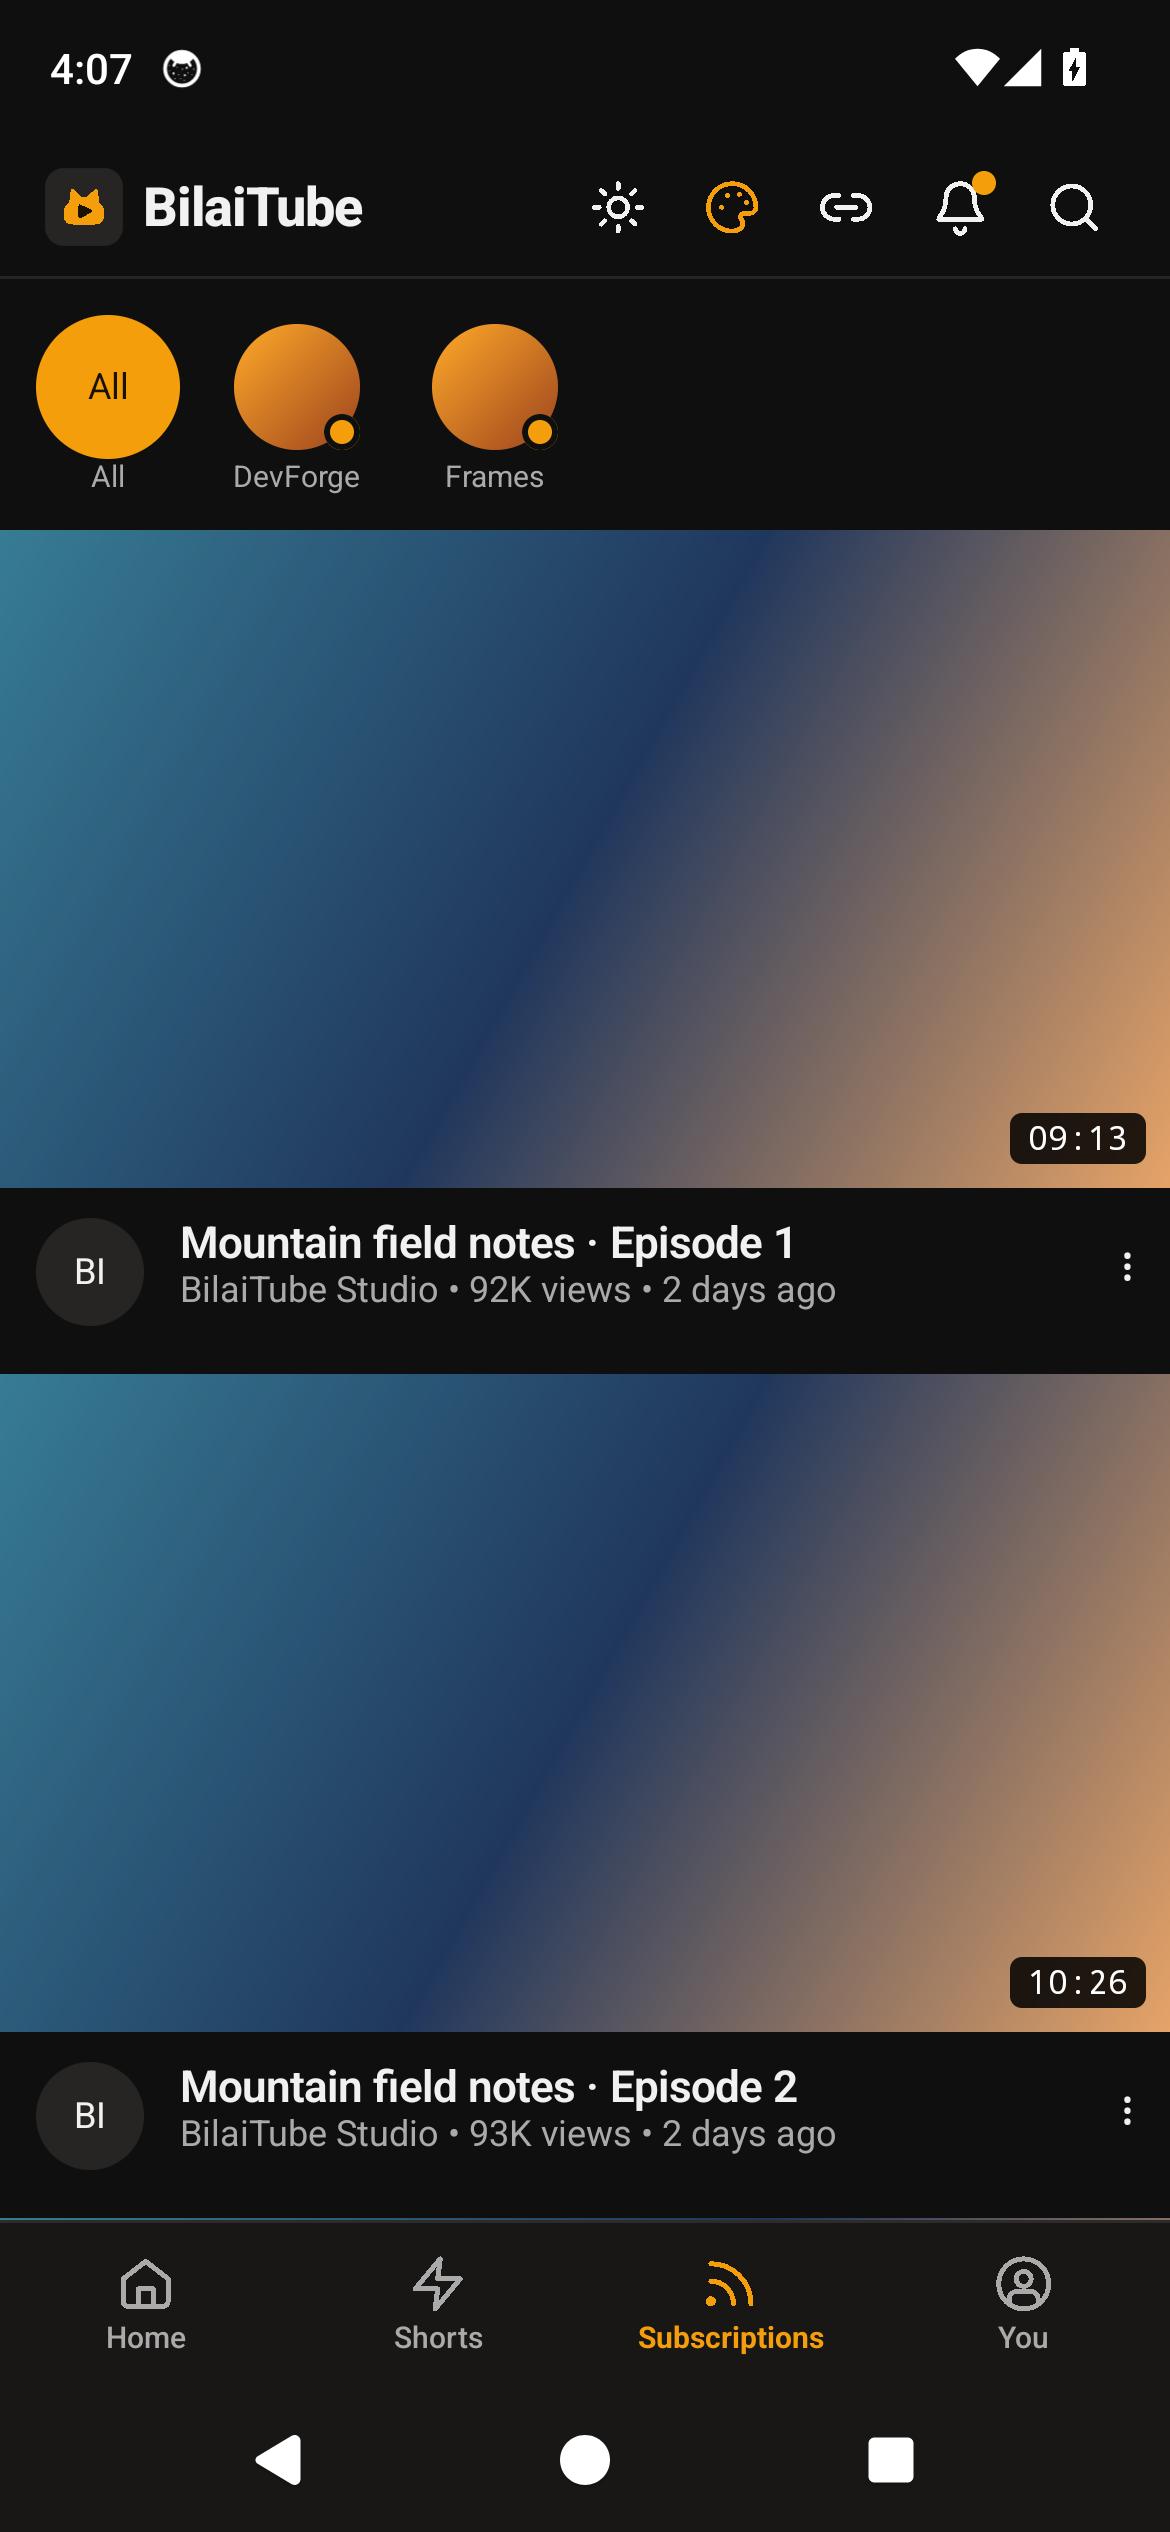 4:07
BilaiTube
All
All
DevForge
Frames
09:13
BI
Mountain field notes · Episode 1
BilaiTube Studio • 92K views • 2 days ago
10:26
BI
Mountain field notes · Episode 2
BilaiTube Studio • 93K views • 2 days ago
Home
Shorts
Subscriptions
You